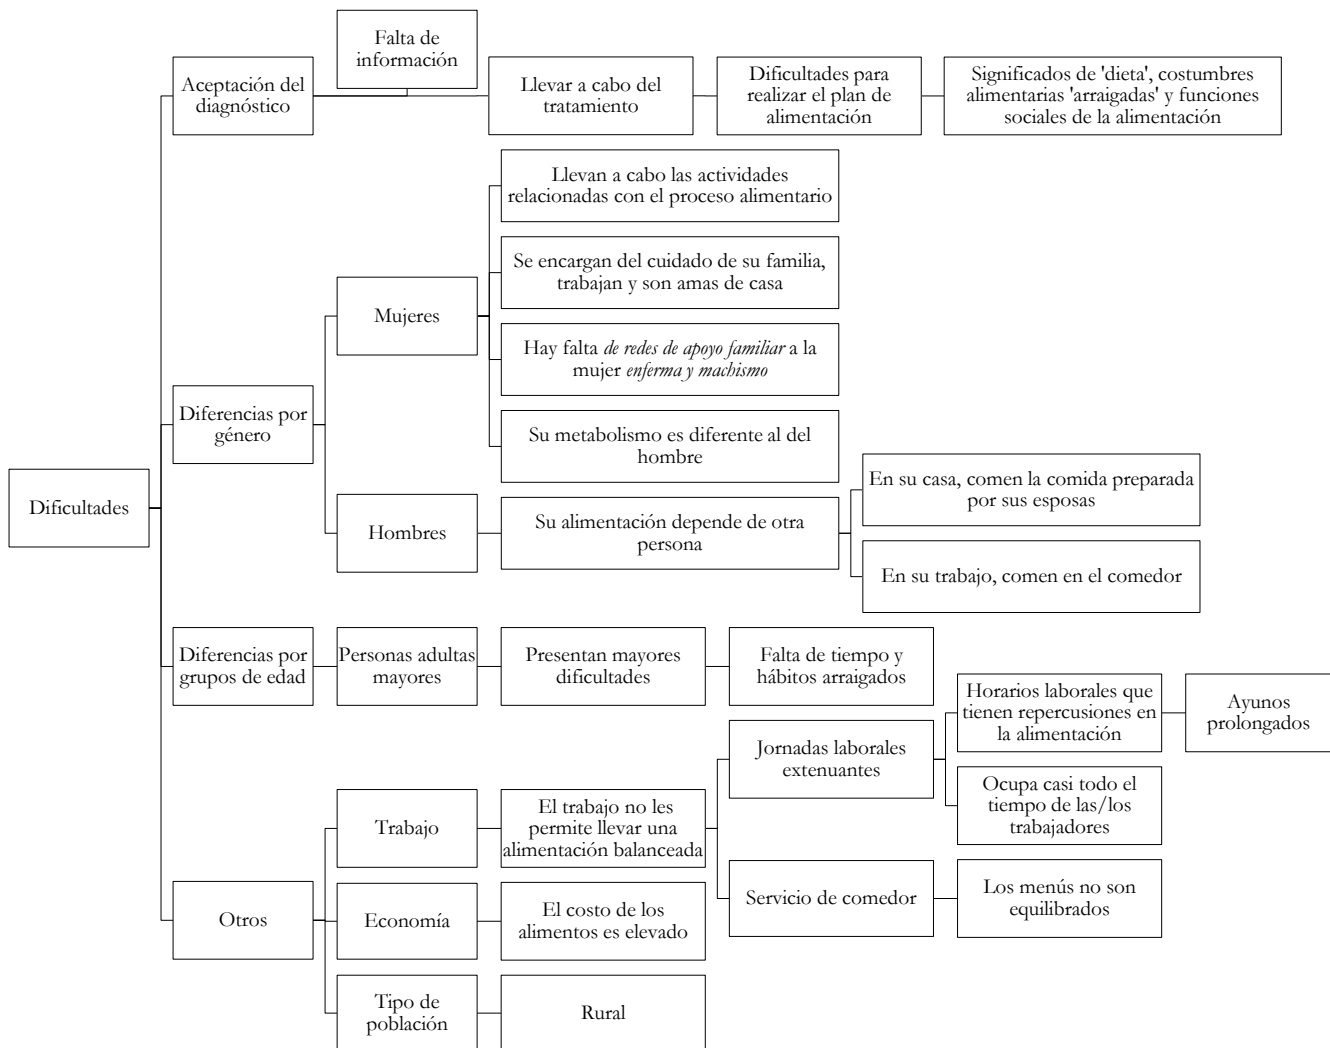 Falta de
información
Aceptación del
diagnóstico
Llevar a cabo del
tratamiento
Dificultades para
realizar el plan de
alimentación
Significados de 'dieta', costumbres
alimentarias 'arraigadas' y funciones
sociales de la alimentación
Llevan a cabo las actividades
relacionadas con el proceso alimentario
Se encargan del cuidado de su familia,
trabajan y son amas de casa
Mujeres
Hay falta de redes de apoyo familiar a la
mujer enferma y machismo
Diferencias por
género
Su metabolismo es diferente al del
hombre
Dificultades
Hombres
Su alimentación depende de otra
persona
En su casa, comen la comida preparada
por sus esposas
En su trabajo, comen en el comedor
Diferencias por
grupos de edad
Personas adultas
mayores
Presentan mayores
dificultades
Falta de tiempo y
hábitos arraigados
Horarios laborales que
tienen repercusiones en
la alimentación
Ayunos
prolongados
Jornadas laborales
extenuantes
Ocupa casi todo el
tiempo de las/los
trabajadores
Trabajo
El trabajo no les
permite llevar una
alimentación balanceada
Servicio de comedor
Los menús no son
equilibrados
Otros
Economía
El costo de los
alimentos es elevado
Tipo de
población
Rural